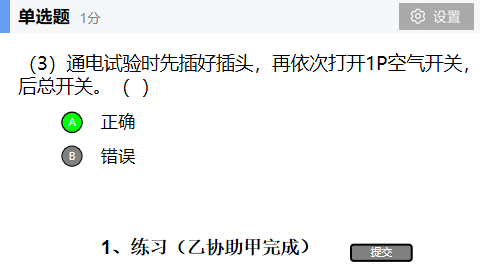 单选题 1分
设置
（3）通电试验时先插好插头，再依次打开1P空气开关，
后总开关。（ ）
A 正确
B 错误
1、练习（乙协助甲完成）
提交